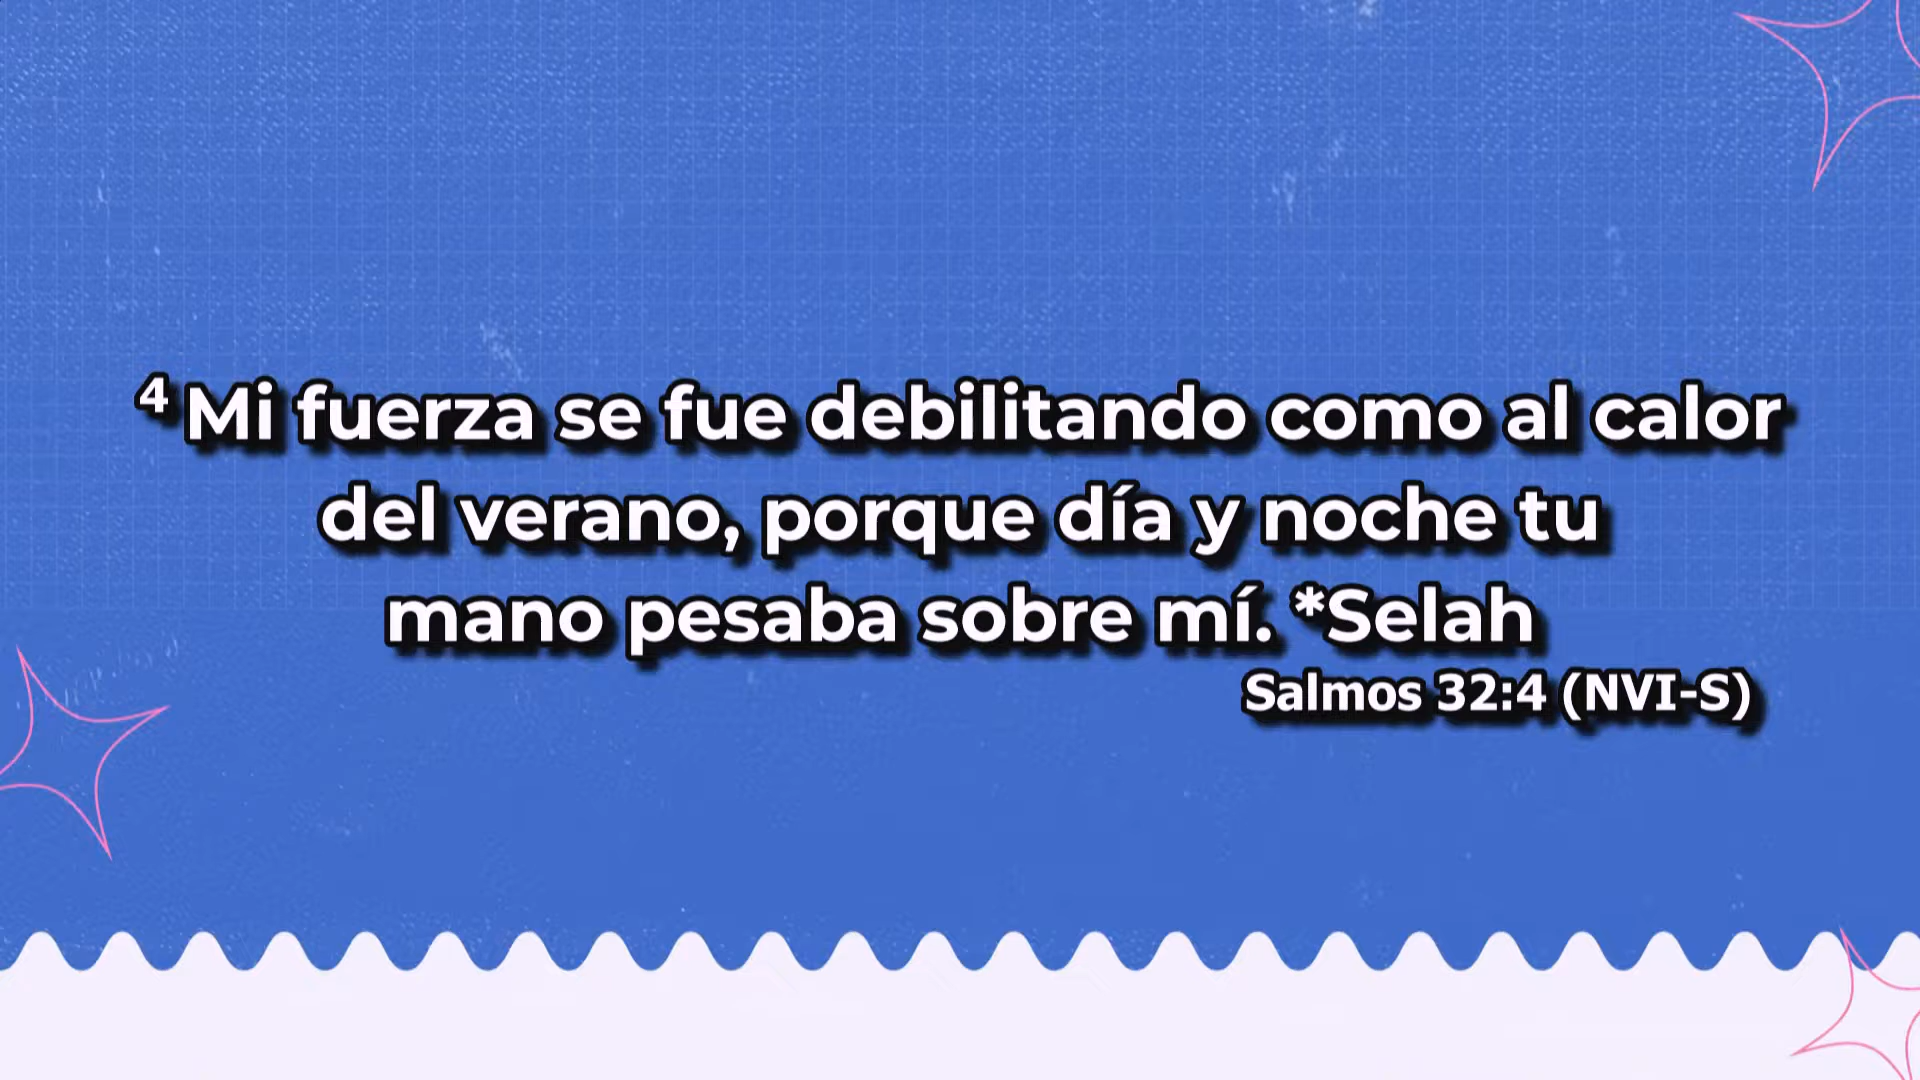 4 Mi fuerza se fue debilitando como al calor
del verano, porque día y noche tu
mano pesaba sobre mí. *Selah
Salmos 32:4 (NVI-S)